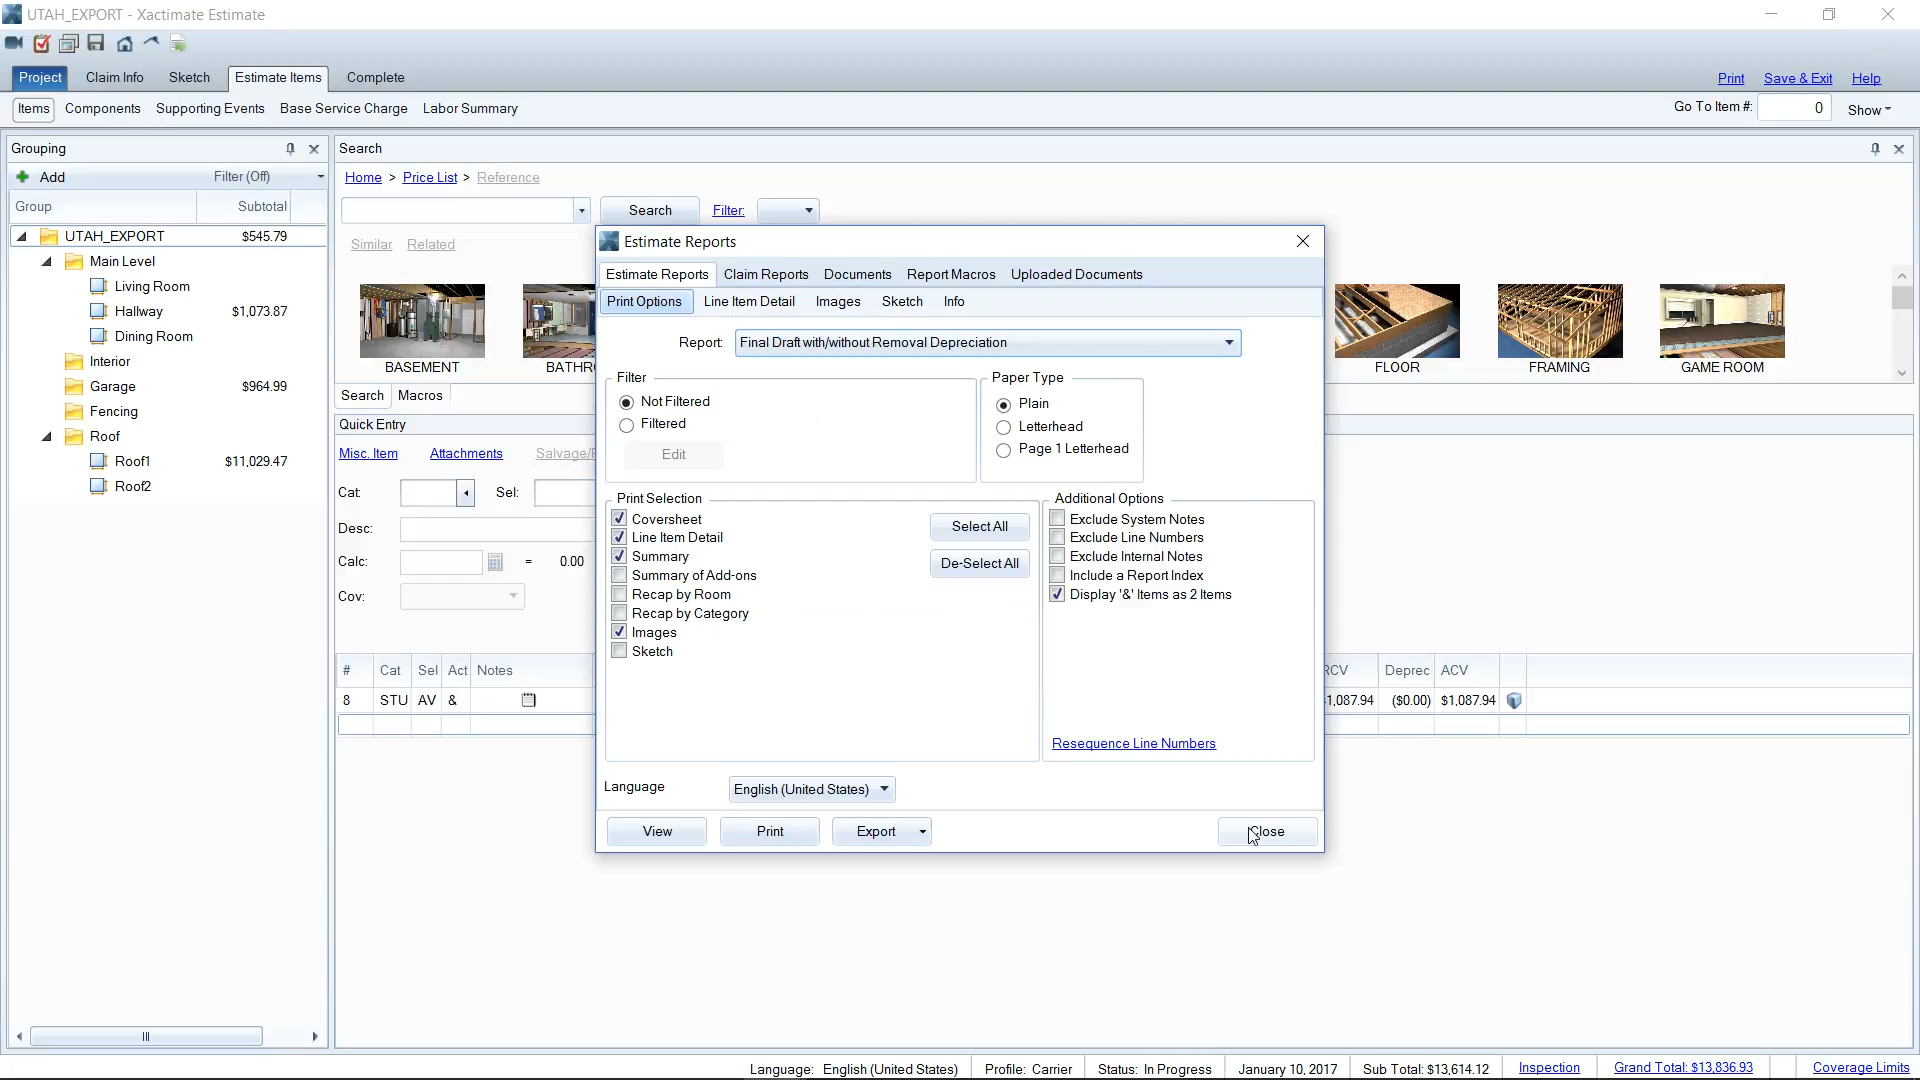 UTAH_EXPORT - Xactimate Estimate
Project Claim Info Sketch Estimate Items Complete
Print Save & Exit Help
Items Components Supporting Events Base Service Charge Labor Summary
Go To Item #: 0 Show
Grouping
Add Filter (Off)
Group Subtotal
UTAH_EXPORT $545.79
Main Level
Living Room
Hallway $1,073.87
Dining Room
Interior
Garage $964.99
Fencing
Roof
Roof1 $11,029.47
Roof2
Search
Home > Price List > Reference
Search Filter:
Similar Related
BASEMENT
FLOOR
FRAMING
GAME ROOM
Search Macros
Quick Entry
Misc. Item Attachments
Cat: Sel:
Desc:
Calc: = 0.00
Cov:
# Cat Sel Act Notes
Deprec ACV
8 STU AV &
1,087.94 ($0.00) $1,087.94
Estimate Reports
Estimate Reports Claim Reports Documents Report Macros Uploaded Documents
Print Options Line Item Detail Images Sketch Info
Report: Final Draft with/without Removal Depreciation
Filter
Not Filtered
Filtered
Edit
Paper Type
Plain
Letterhead
Page 1 Letterhead
Print Selection
Coversheet
Line Item Detail
Summary
Summary of Add-ons
Recap by Room
Recap by Category
Images
Sketch
Select All
De-Select All
Additional Options
Exclude System Notes
Exclude Line Numbers
Exclude Internal Notes
Include a Report Index
Display '&' Items as 2 Items
Resequence Line Numbers
Language English (United States)
View Print Export Close
Language: English (United States) Profile: Carrier Status: In Progress January 10, 2017 Sub Total: $13,614.12 Inspection Grand Total: $13,836.93 Coverage Limits